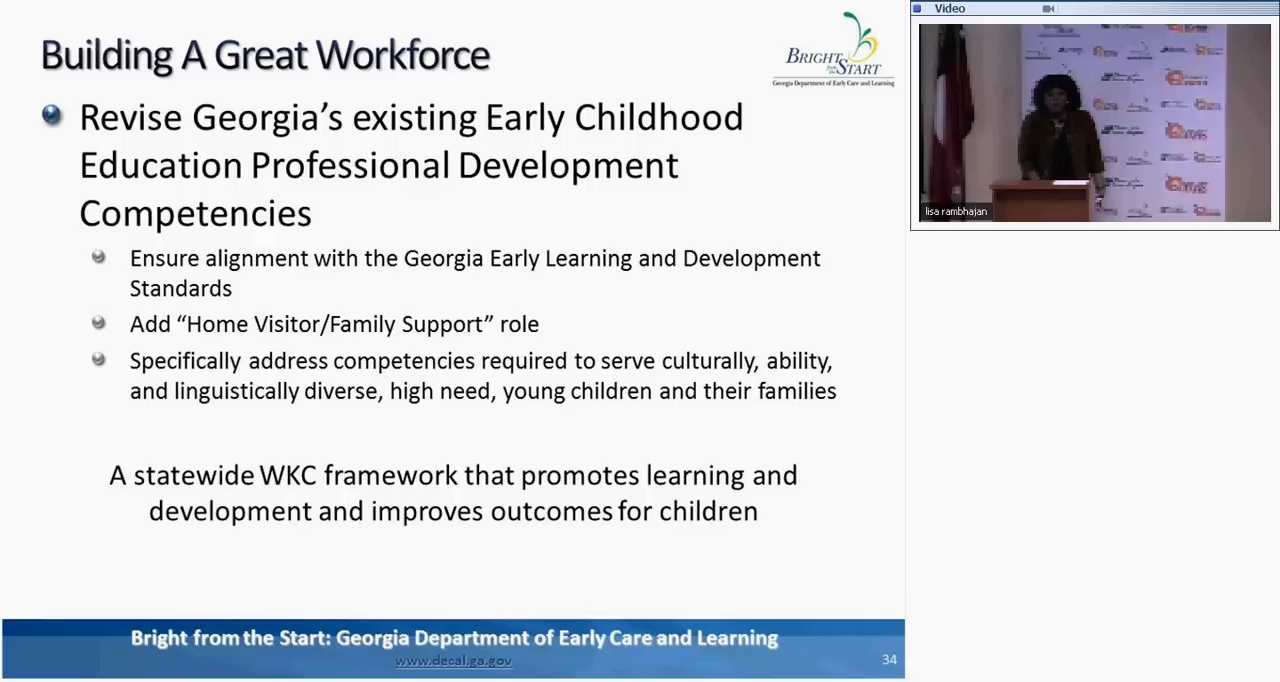 Building A Great Workforce
BRIGHT
from the
START
Georgia Department of Early Care and Learning
Revise Georgia's existing Early Childhood
Education Professional Development
Competencies
Ensure alignment with the Georgia Early Learning and Development
Standards
Add “Home Visitor/Family Support” role
Specifically address competencies required to serve culturally, ability,
and linguistically diverse, high need, young children and their families
A statewide WKC framework that promotes learning and
development and improves outcomes for children
Bright from the Start: Georgia Department of Early Care and Learning
www.decal.ga.gov
34
Video
lisa rambhajan